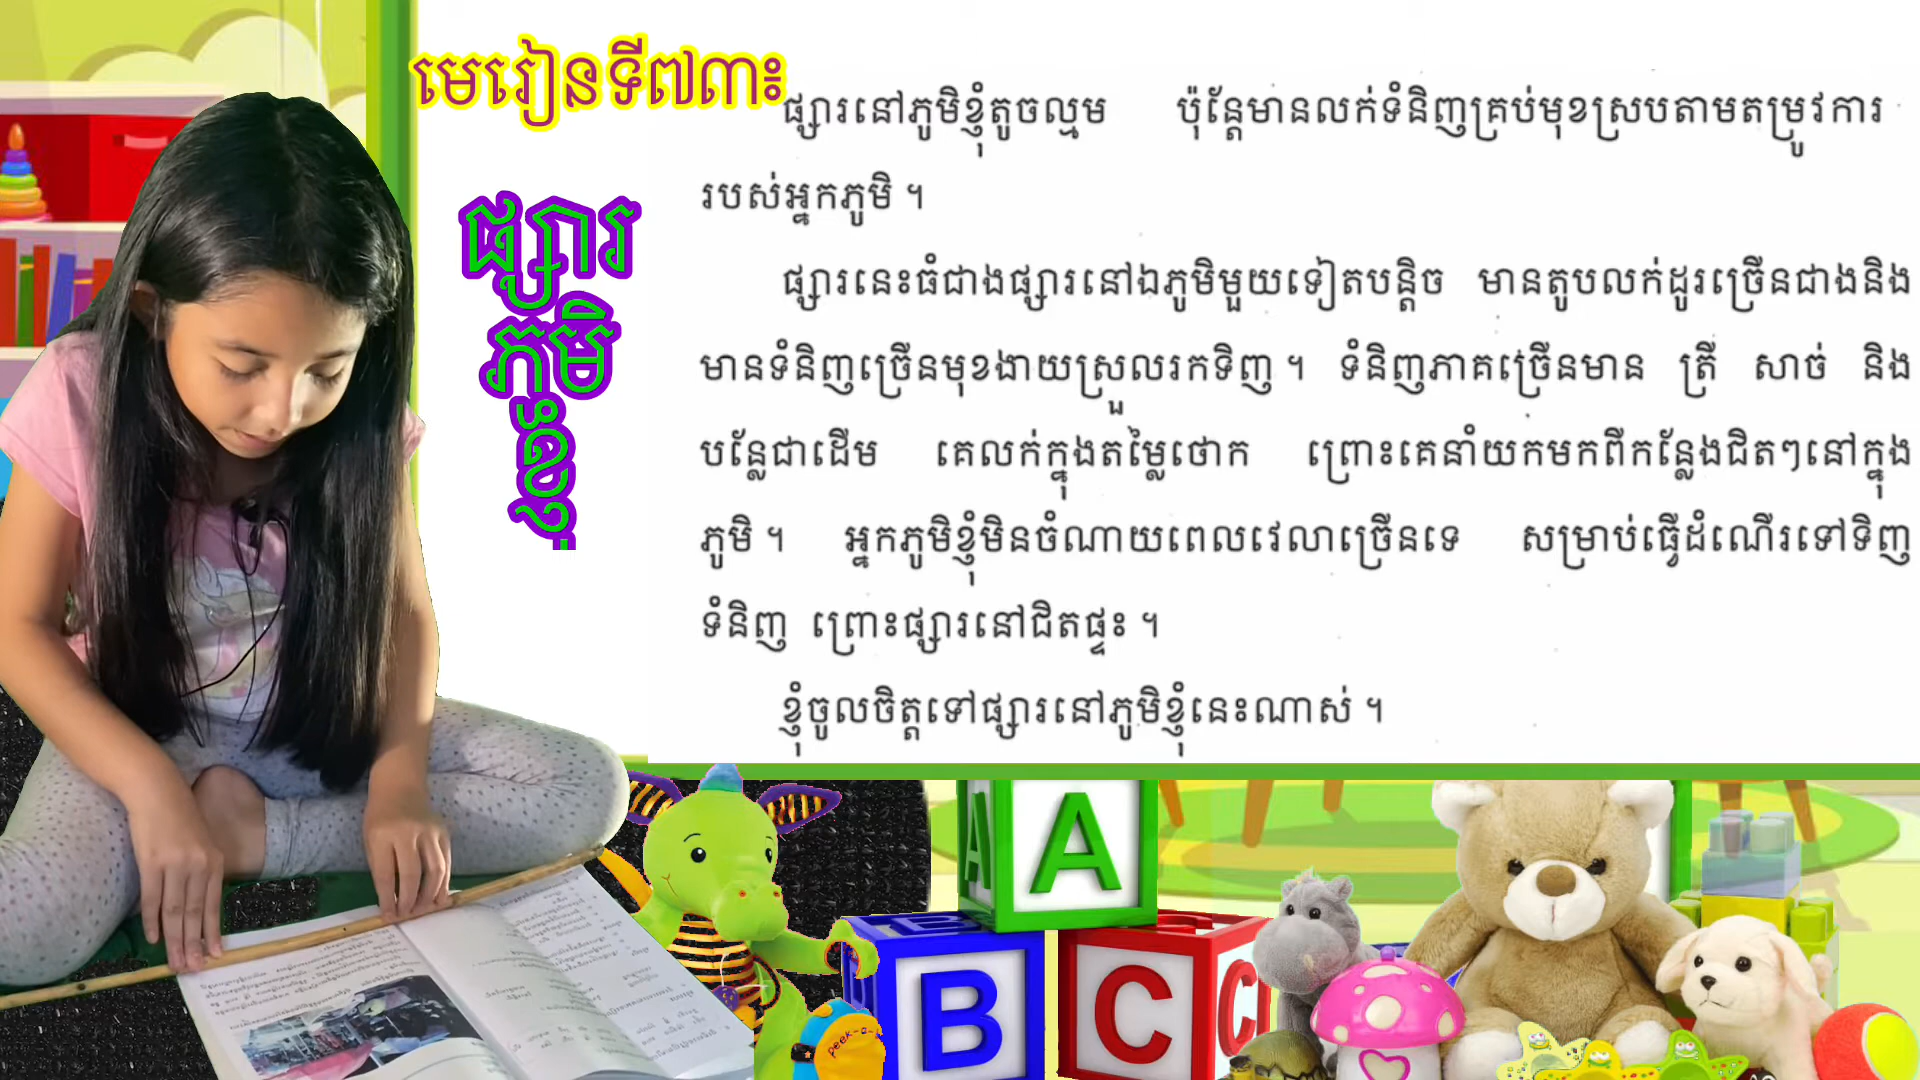 មេរៀនទី៧៣៖
ផ្សារ
ភូមិ
ខ្ញុំ
ផ្សារនៅភូមិខ្ញុំតូចល្មម ប៉ុន្តែមានលក់ទំនិញគ្រប់មុខស្របតាមតម្រូវការ
របស់អ្នកភូមិ ។
ផ្សារនេះធំជាងផ្សារនៅឯភូមិមួយទៀតបន្តិច មានតូបលក់ដូរច្រើនជាងនិង
មានទំនិញច្រើនមុខងាយស្រួលរកទិញ ។ ទំនិញភាគច្រើនមាន ត្រី សាច់ និង
បន្លែជាដើម គេលក់ក្នុងតម្លៃថោក ព្រោះគេនាំយកមកពីកន្លែងជិតៗនៅក្នុង
ភូមិ ។ អ្នកភូមិខ្ញុំមិនចំណាយពេលវេលាច្រើនទេ សម្រាប់ធ្វើដំណើរទៅទិញ
ទំនិញ ព្រោះផ្សារនៅជិតផ្ទះ ។
ខ្ញុំចូលចិត្តទៅផ្សារនៅភូមិខ្ញុំនេះណាស់ ។
A
A
B
B
C
C
peek-a-